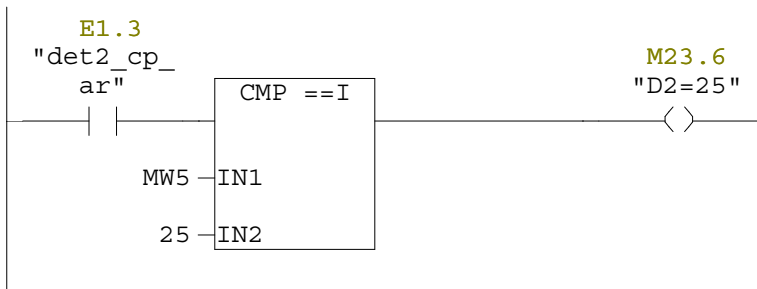 E1.3
"det2_cp_
ar"
M23.6
"D2=25"
CMP ==I
MW5
IN1
25
IN2